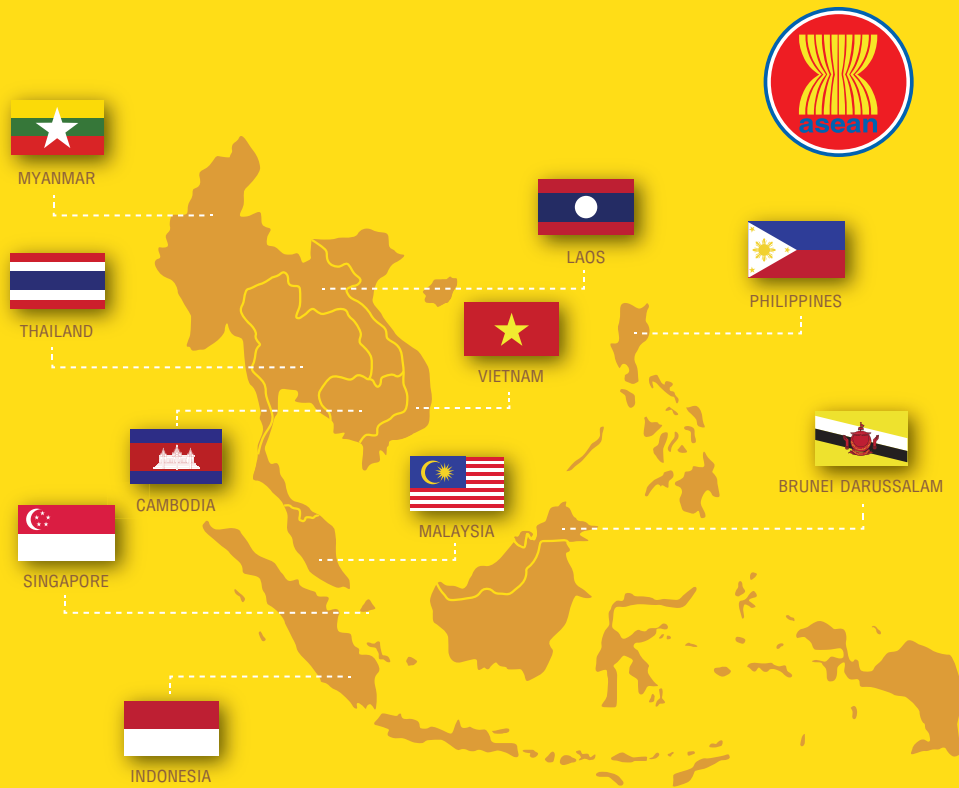 asean
MYANMAR
LAOS
PHILIPPINES
THAILAND
VIETNAM
BRUNEI DARUSSALAM
CAMBODIA
MALAYSIA
SINGAPORE
INDONESIA